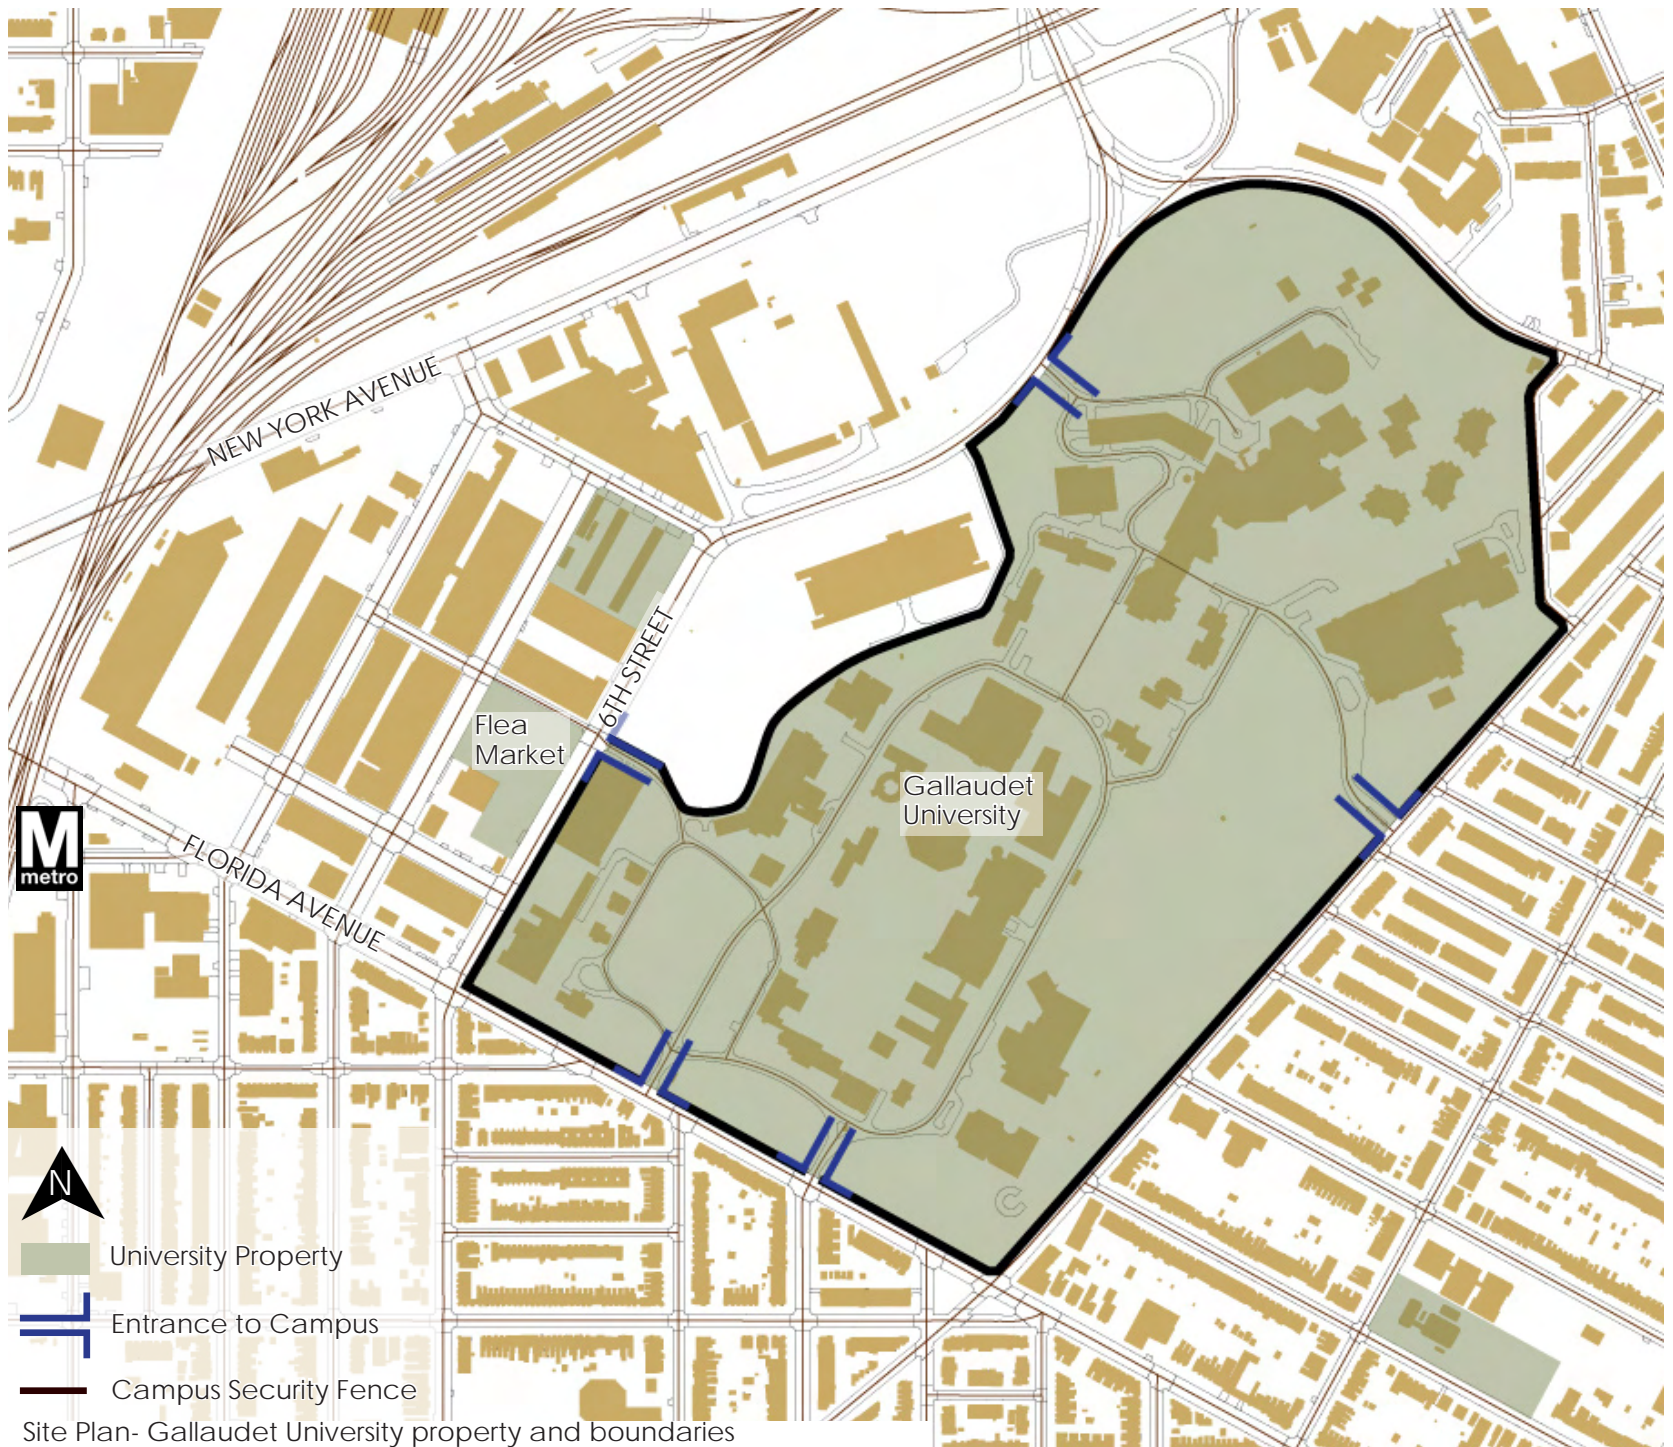 NEW YORK AVENUE
6TH STREET
Flea
Market
Gallaudet
University
M
metro
FLORIDA AVENUE
N
University Property
Entrance to Campus
Campus Security Fence
Site Plan- Gallaudet University property and boundaries